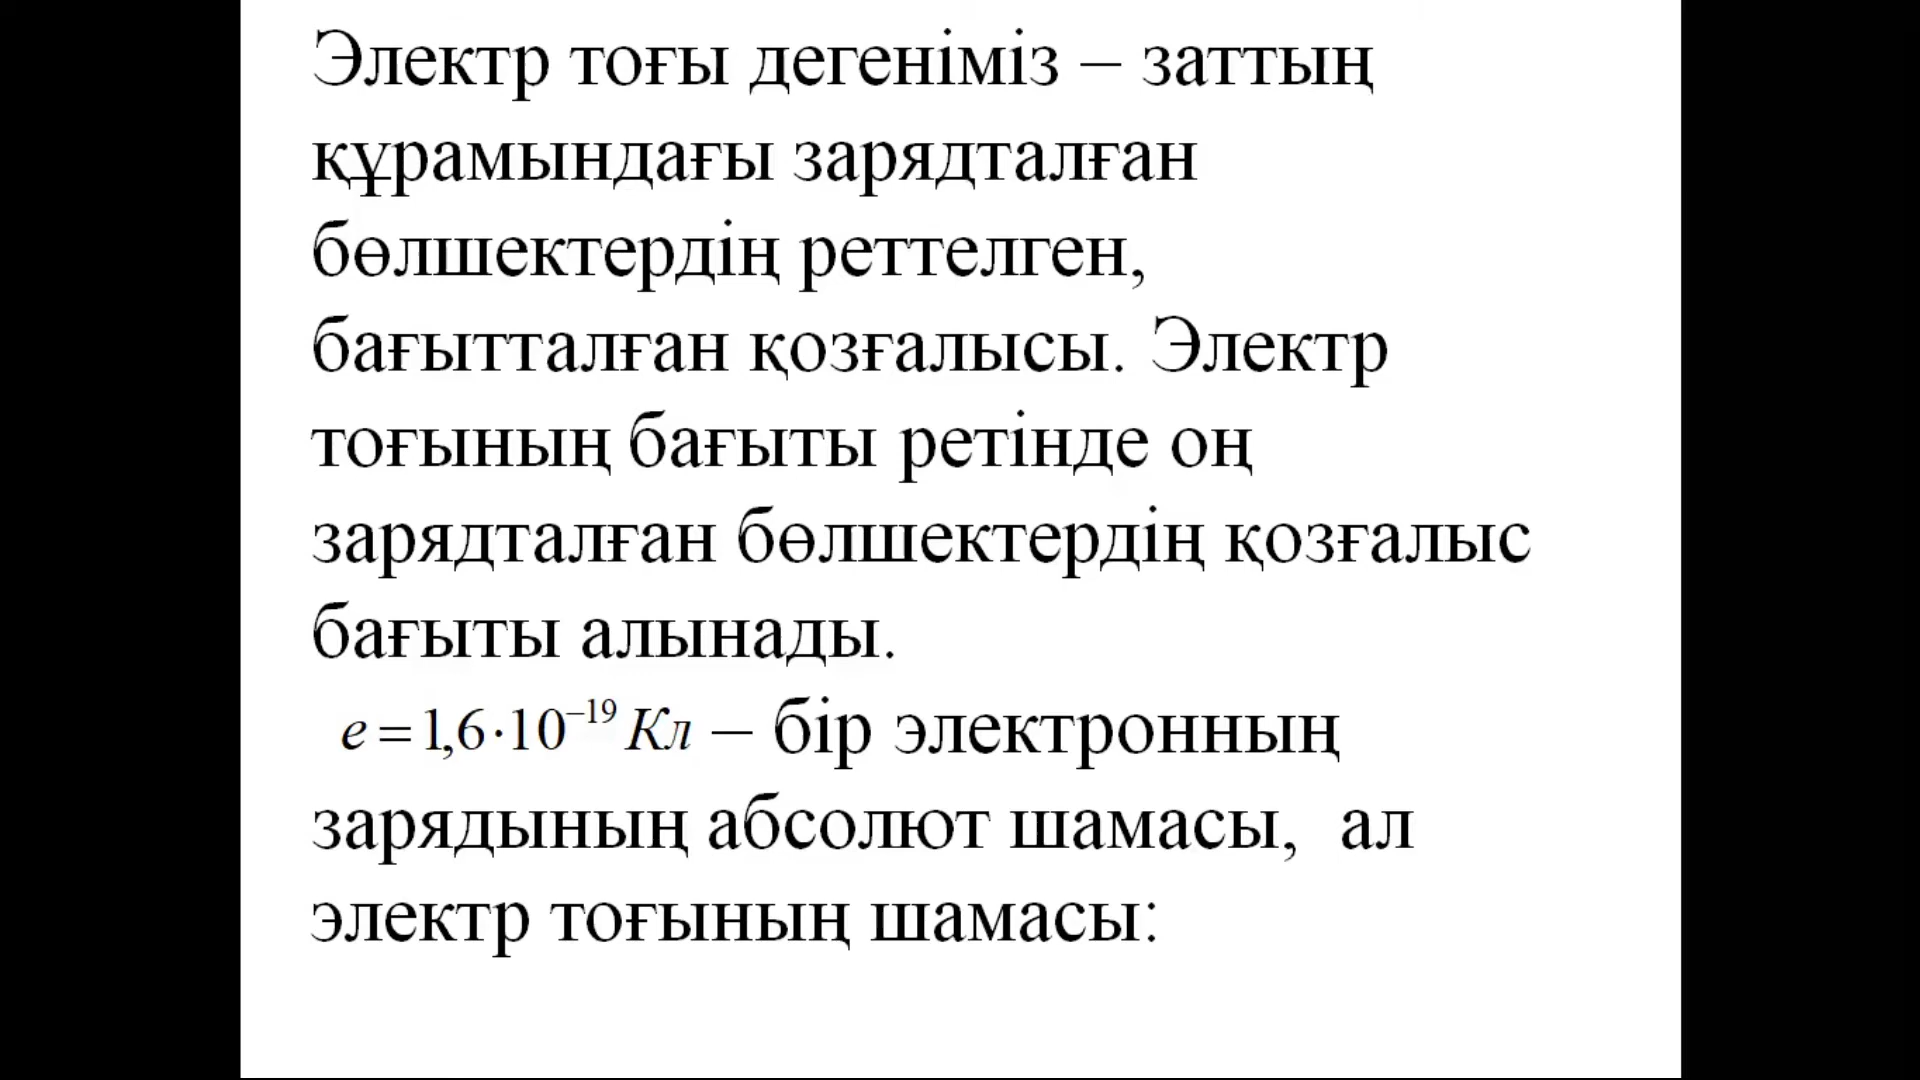 Электр тоғы дегеніміз – заттың
құрамындағы зарядталған
бөлшектердің реттелген,
бағытталған қозғалысы. Электр
тоғының бағыты ретінде оң
зарядталған бөлшектердің қозғалыс
бағыты алынады.
e = 1,6·10⁻¹⁹ Кл – бір электронның
зарядының абсолют шамасы, ал
электр тоғының шамасы: